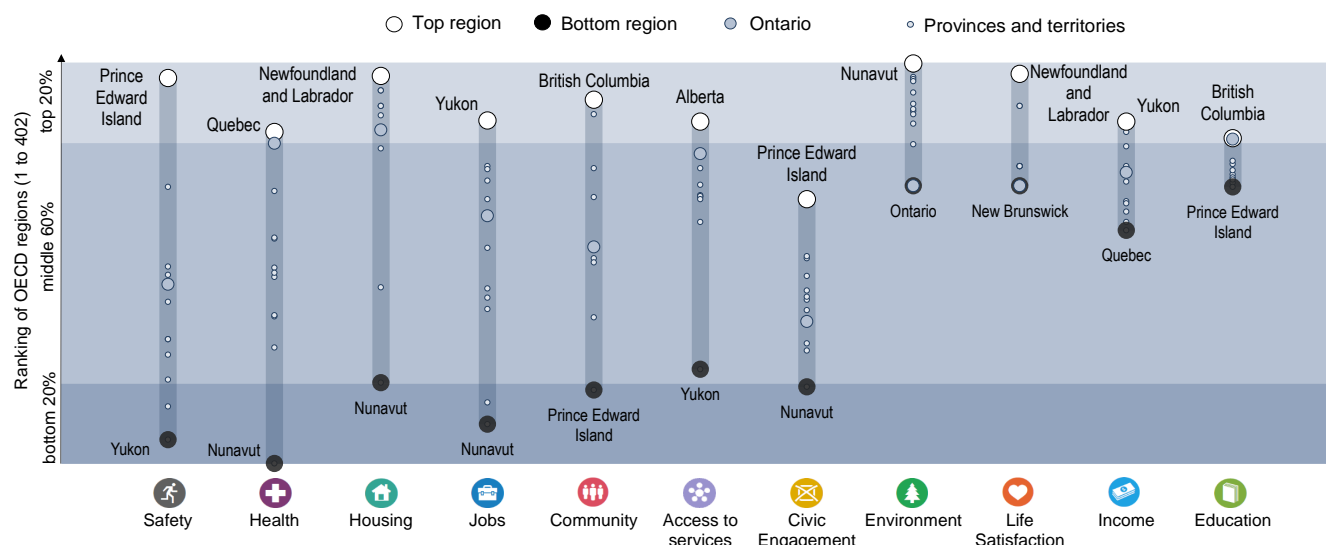 Top region
Bottom region
Ontario
Provinces and territories
Ranking of OECD regions (1 to 402)
top 20%
middle 60%
bottom 20%
Prince
Edward
Island
Yukon
Quebec
Nunavut
Newfoundland
and Labrador
Nunavut
Yukon
Nunavut
British Columbia
Prince Edward
Island
Alberta
Yukon
Prince Edward
Island
Nunavut
Nunavut
Ontario
Newfoundland
and
Labrador
New Brunswick
Yukon
Quebec
British
Columbia
Prince Edward
Island
Safety
Health
Housing
Jobs
Community
Access to
services
Civic
Engagement
Environment
Life
Satisfaction
Income
Education